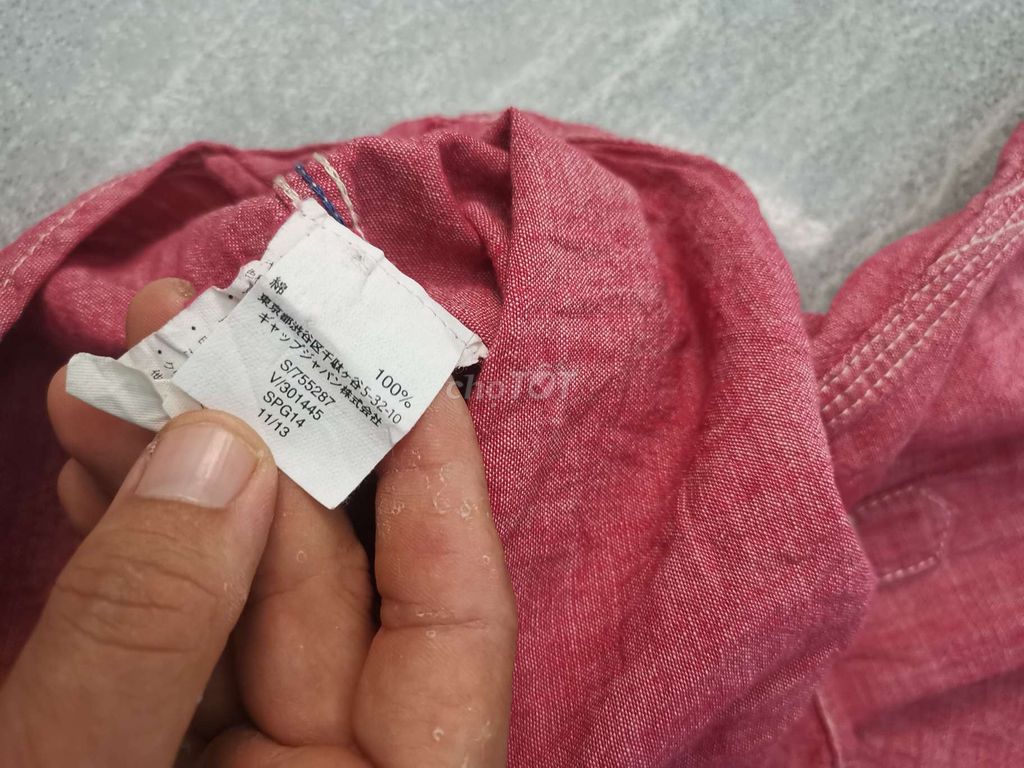 綿
100%
東京都渋谷区千駄ヶ谷5-32-10
ギャップジャパン株式会社
S/755287
V/301445
SPG14
11/13
choTOT